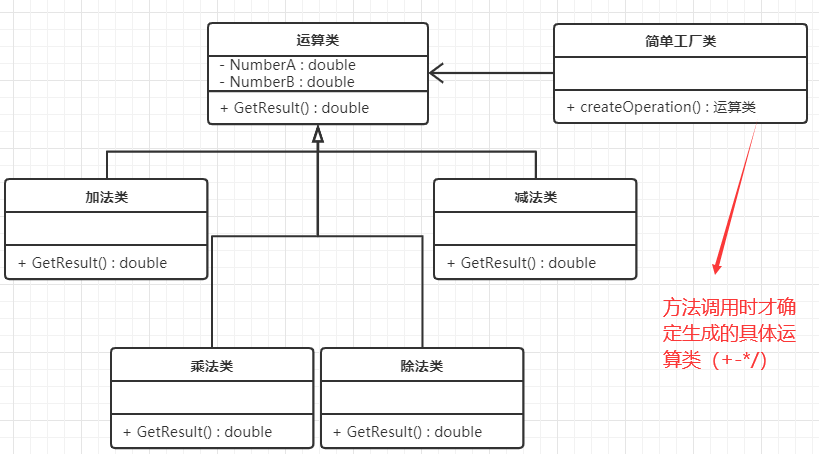 运算类
- NumberA : double
- NumberB : double
+ GetResult() : double
简单工厂类
+ createOperation() : 运算类
加法类
+ GetResult() : double
减法类
+ GetResult() : double
方法调用时才确
定生成的具体运
算类（+-*/）
乘法类
+ GetResult() : double
除法类
+ GetResult() : double